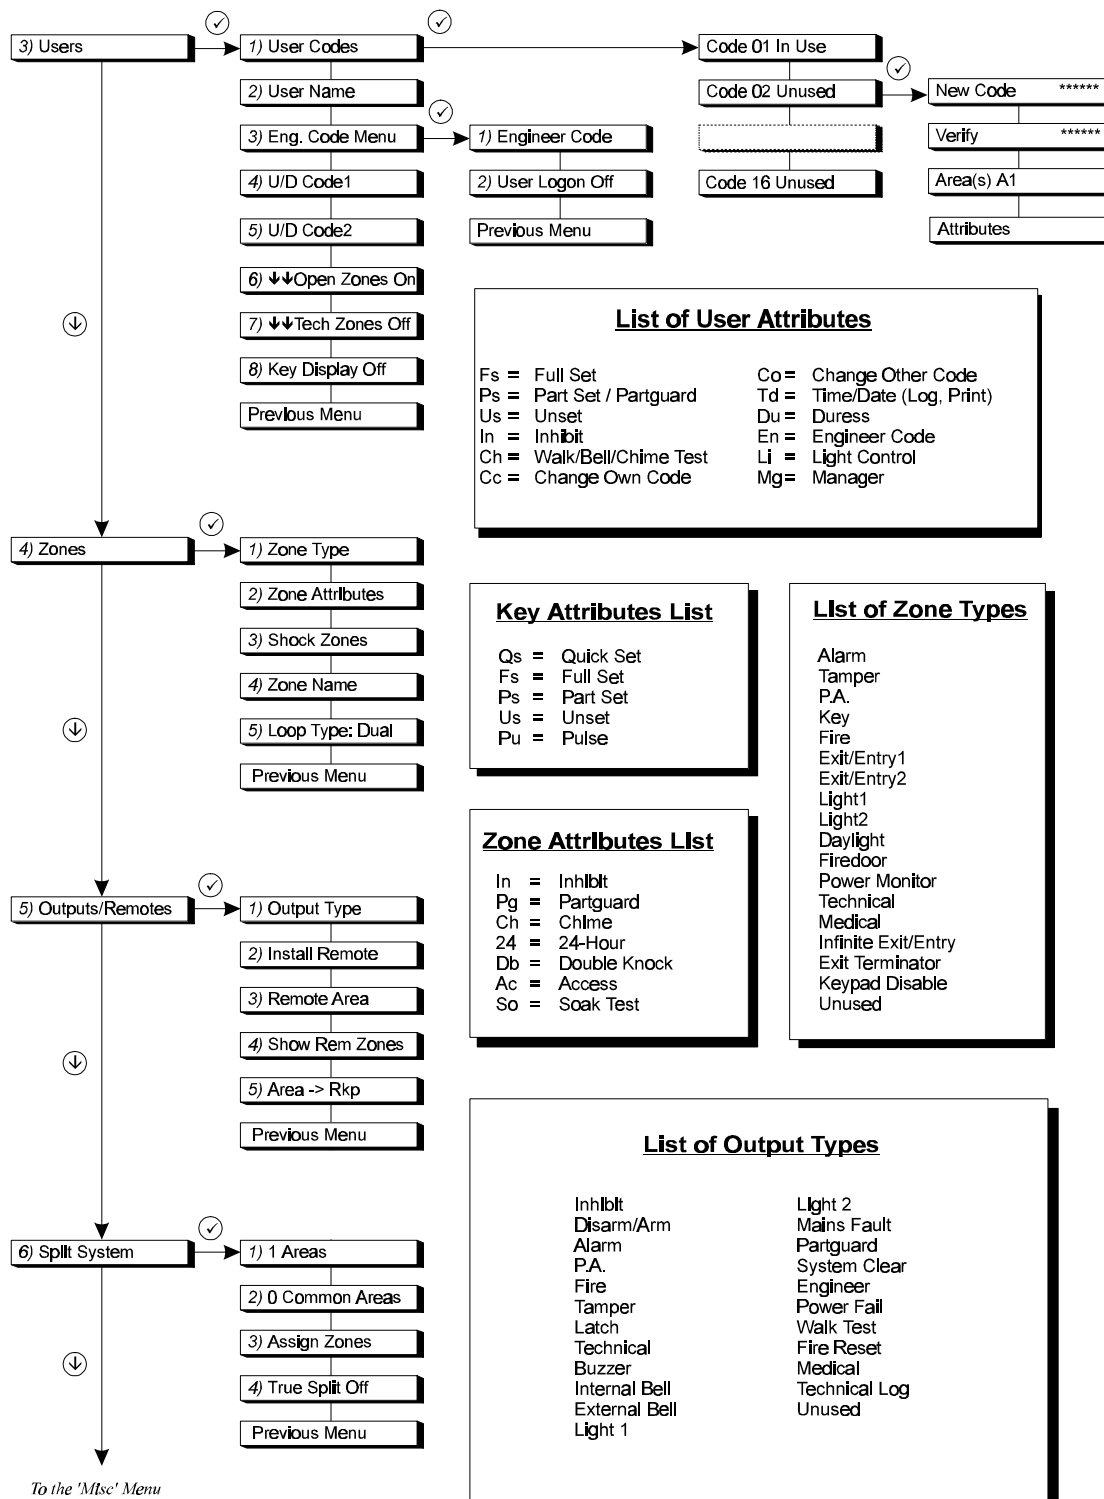 3) Users
1) User Codes
2) User Name
3) Eng. Code Menu
4) U/D Code1
5) U/D Code2
6) ↓↓Open Zones On
7) ↓↓Tech Zones Off
8) Key Display Off
Previous Menu
1) Engineer Code
2) User Logon Off
Previous Menu
Code 01 In Use
Code 02 Unused
Code 16 Unused
New Code ******
Verify ******
Area(s) A1
Attributes
List of User Attributes
Fs = Full Set
Ps = Part Set / Partguard
Us = Unset
In = Inhibit
Ch = Walk/Bell/Chime Test
Cc = Change Own Code
Co = Change Other Code
Td = Time/Date (Log, Print)
Du = Duress
En = Engineer Code
Li = Light Control
Mg = Manager
4) Zones
1) Zone Type
2) Zone Attributes
3) Shock Zones
4) Zone Name
5) Loop Type: Dual
Previous Menu
Key Attributes List
Qs = Quick Set
Fs = Full Set
Ps = Part Set
Us = Unset
Pu = Pulse
List of Zone Types
Alarm
Tamper
P.A.
Key
Fire
Exit/Entry1
Exit/Entry2
Light1
Light2
Daylight
Firedoor
Power Monitor
Technical
Medical
Infinite Exit/Entry
Exit Terminator
Keypad Disable
Unused
Zone Attributes List
In = Inhibit
Pg = Partguard
Ch = Chime
24 = 24-Hour
Db = Double Knock
Ac = Access
So = Soak Test
5) Outputs/Remotes
1) Output Type
2) Install Remote
3) Remote Area
4) Show Rem Zones
5) Area -> Rkp
Previous Menu
6) Split System
1) 1 Areas
2) 0 Common Areas
3) Assign Zones
4) True Split Off
Previous Menu
List of Output Types
Inhibit
Disarm/Arm
Alarm
P.A.
Fire
Tamper
Latch
Technical
Buzzer
Internal Bell
External Bell
Light 1
Light 2
Mains Fault
Partguard
System Clear
Engineer
Power Fail
Walk Test
Fire Reset
Medical
Technical Log
Unused
To the 'Misc' Menu